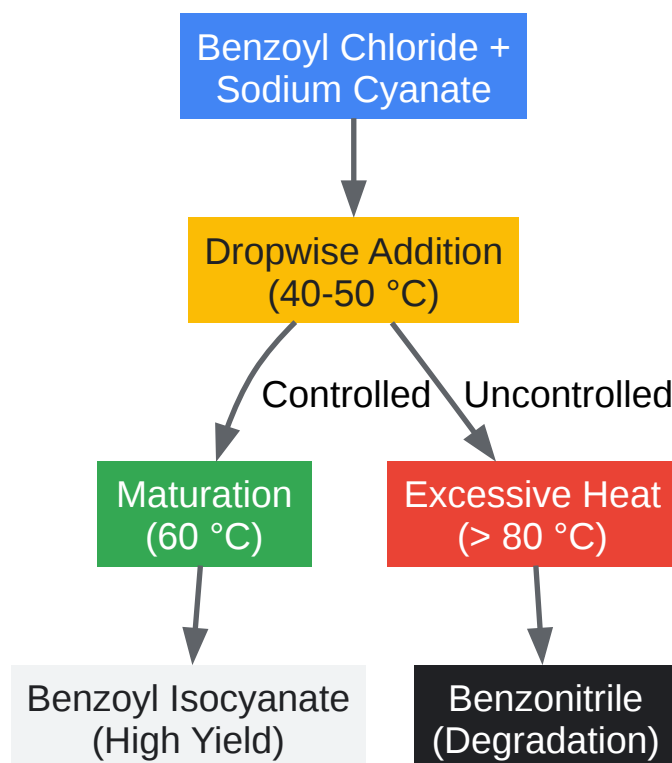 Benzoyl Chloride +
Sodium Cyanate
Dropwise Addition
(40-50 °C)
Controlled
Uncontrolled
Maturation
(60 °C)
Excessive Heat
(> 80 °C)
Benzoyl Isocyanate
(High Yield)
Benzonitrile
(Degradation)